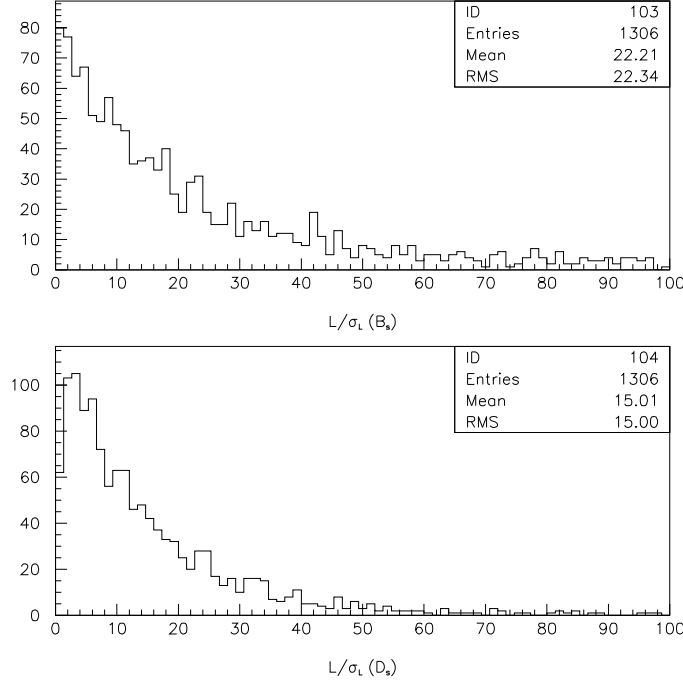 ID 103
Entries 1306
Mean 22.21
RMS 22.34
80
70
60
50
40
30
20
10
0
0 10 20 30 40 50 60 70 80 90 100
L/σL (Bs)
ID 104
Entries 1306
Mean 15.01
RMS 15.00
100
80
60
40
20
0
0 10 20 30 40 50 60 70 80 90 100
L/σL (Ds)